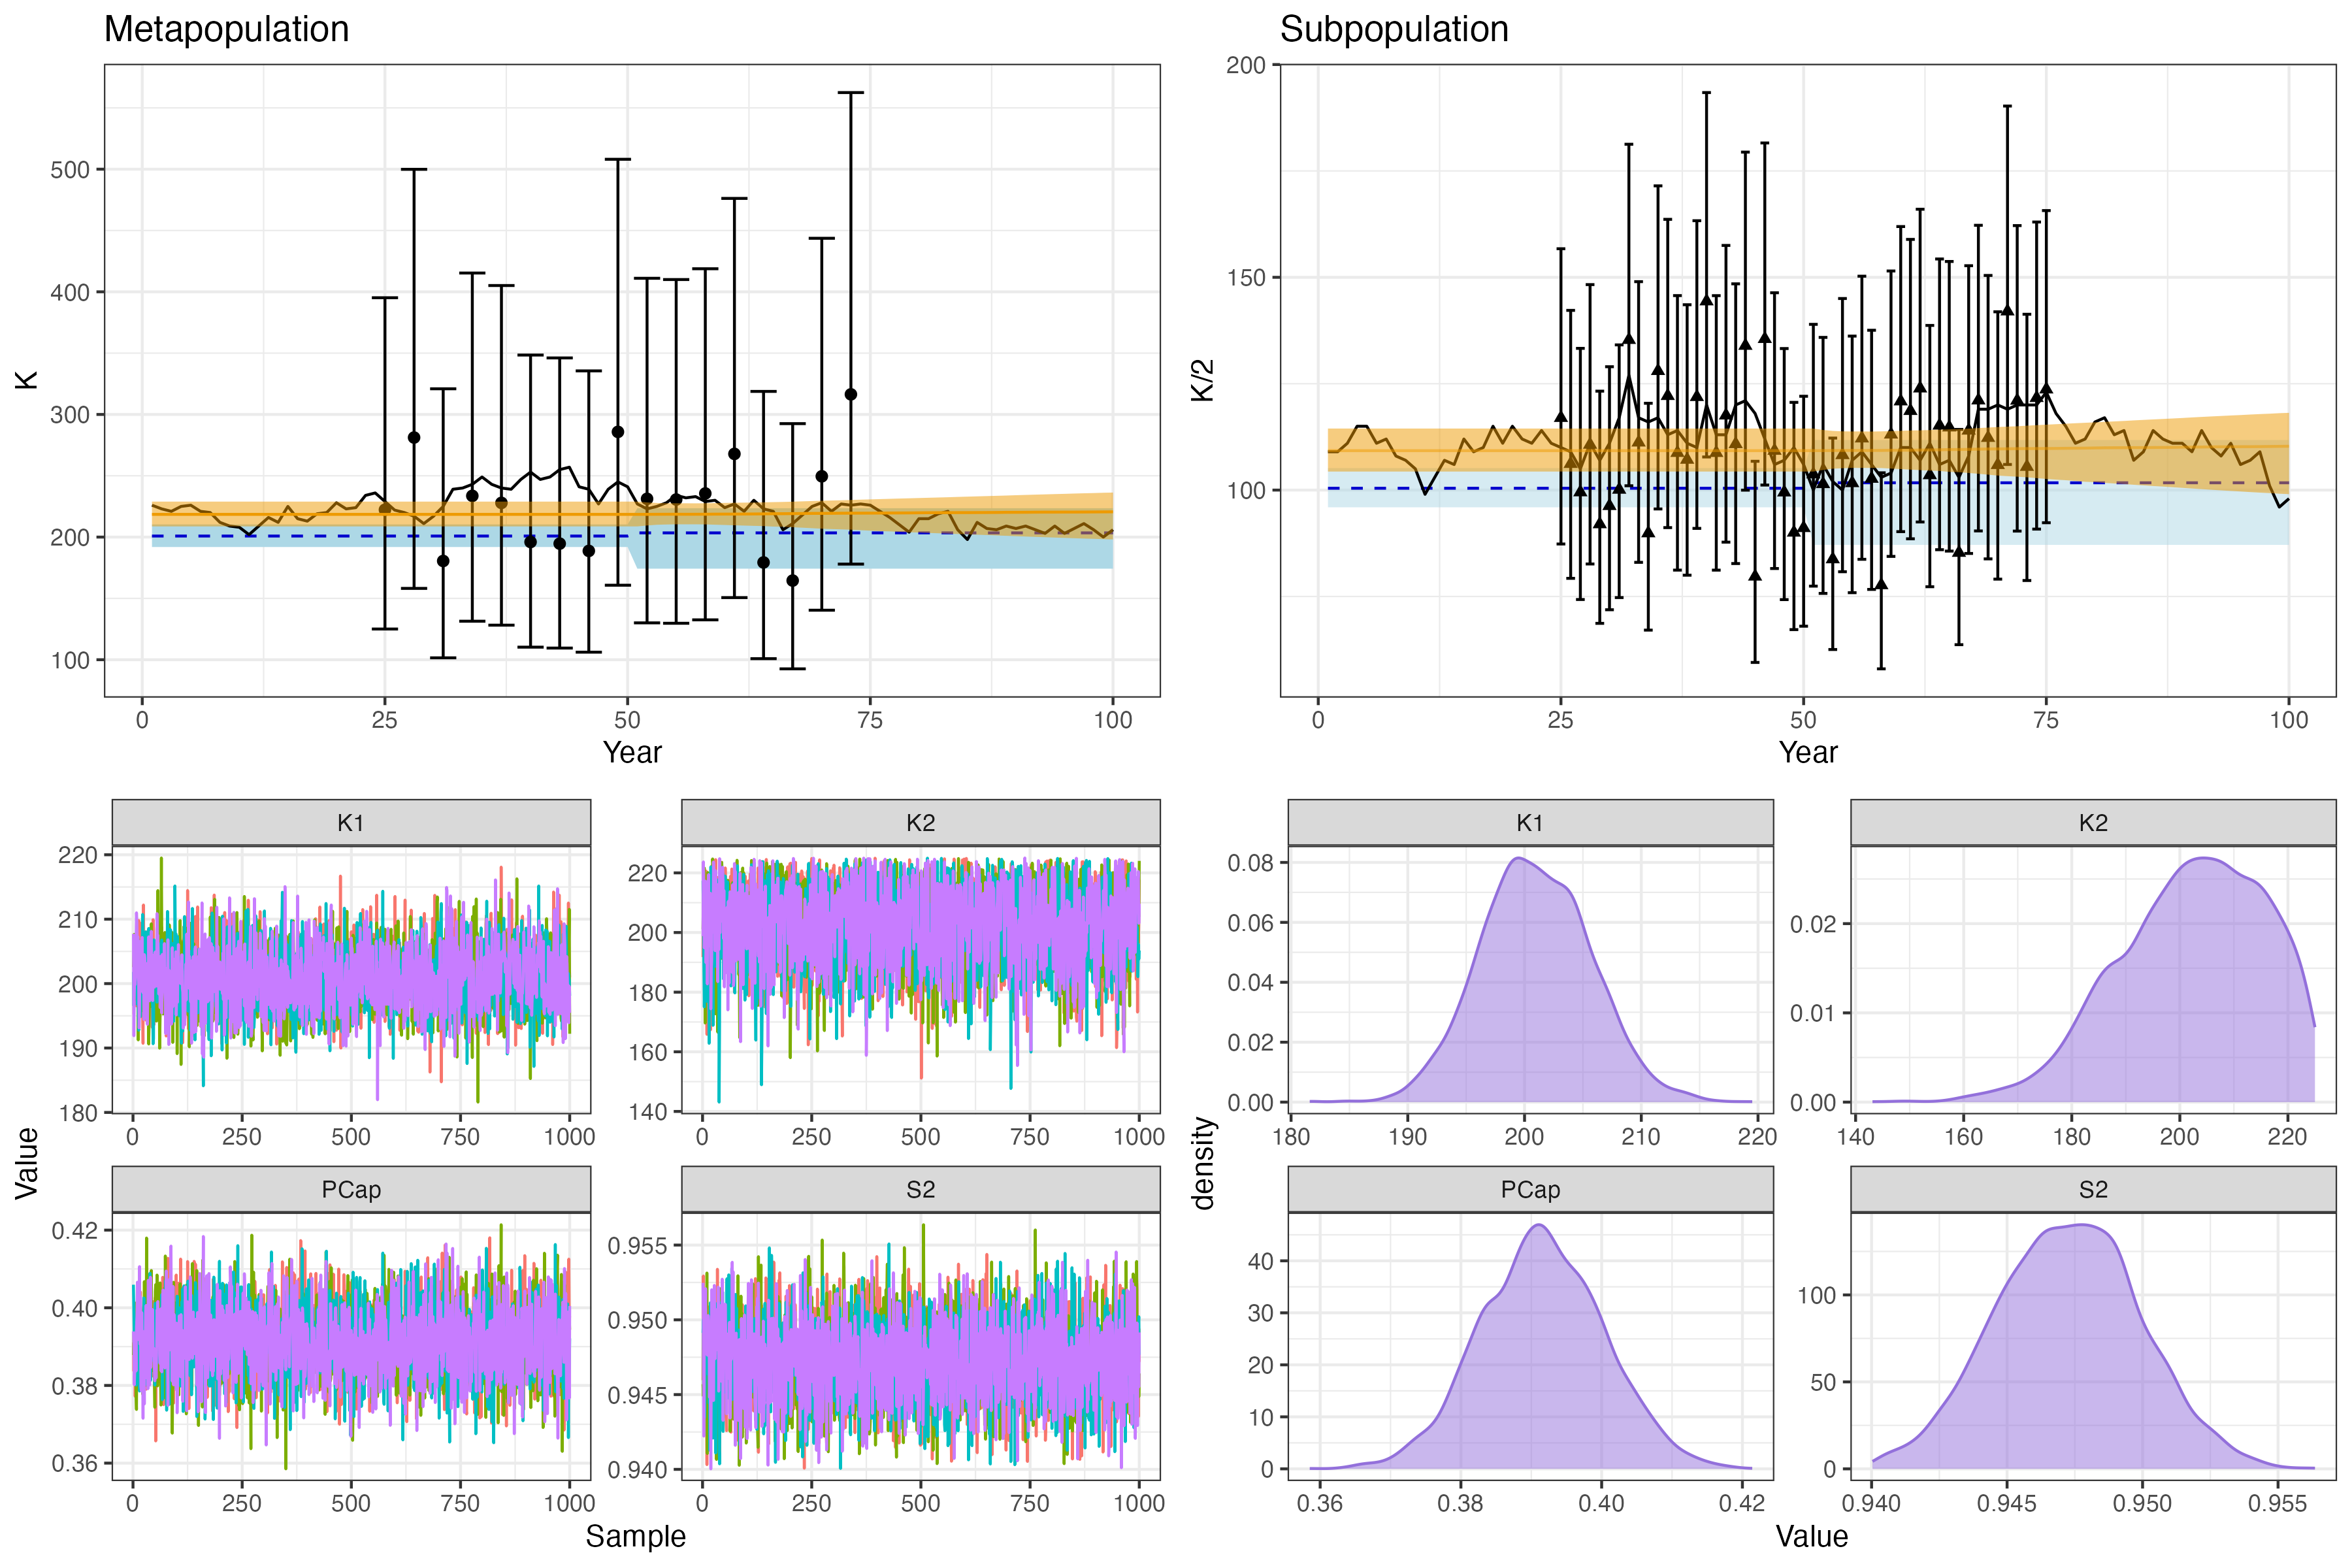 Metapopulation
500
400
300
200
100
K
0 25 50 75 100
Year
Subpopulation
200
150
100
K/2
0 25 50 75 100
Year
K1
220
210
200
190
180
0 250 500 750 1000
K2
220
200
180
160
140
0 250 500 750 1000
PCap
0.42
0.40
0.38
0.36
0 250 500 750 1000
S2
0.955
0.950
0.945
0.940
0 250 500 750 1000
Value
Sample
K1
0.08
0.06
0.04
0.02
0.00
180 190 200 210 220
K2
0.02
0.01
0.00
140 160 180 200 220
PCap
40
30
20
10
0
0.36 0.38 0.40 0.42
S2
100
50
0
0.940 0.945 0.950 0.955
density
Value